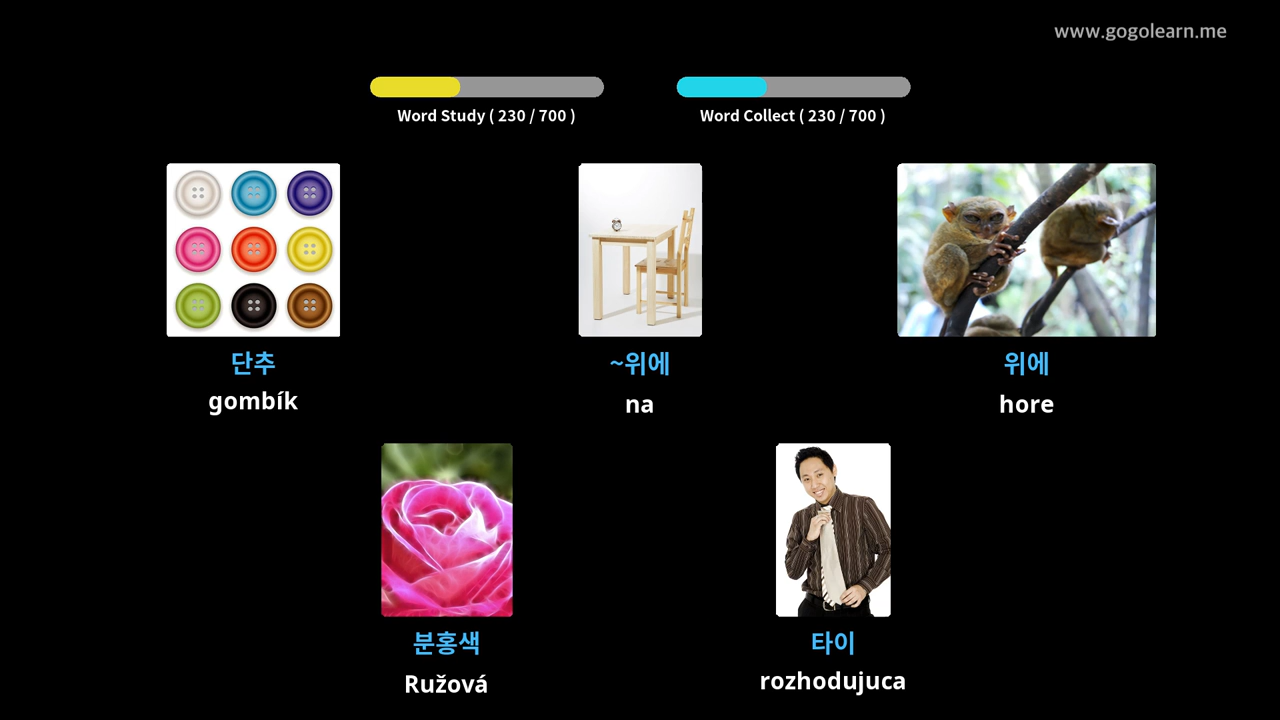 www.gogolearn.me
Word Study ( 230 / 700 )
Word Collect ( 230 / 700 )
단추
gombík
~위에
na
위에
hore
분홍색
Ružová
타이
rozhodujuca